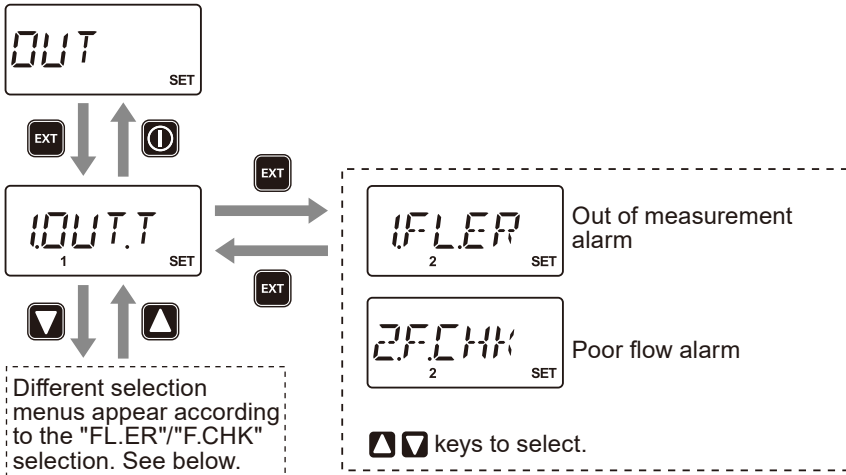 OUT
SET
EXT
EXT
1.OUT.T
1
SET
1.FL.ER
2
SET
Out of measurement
alarm
EXT
2.F.CHK
2
SET
Poor flow alarm
Different selection
menus appear according
to the "FL.ER"/"F.CHK"
selection. See below.
keys to select.